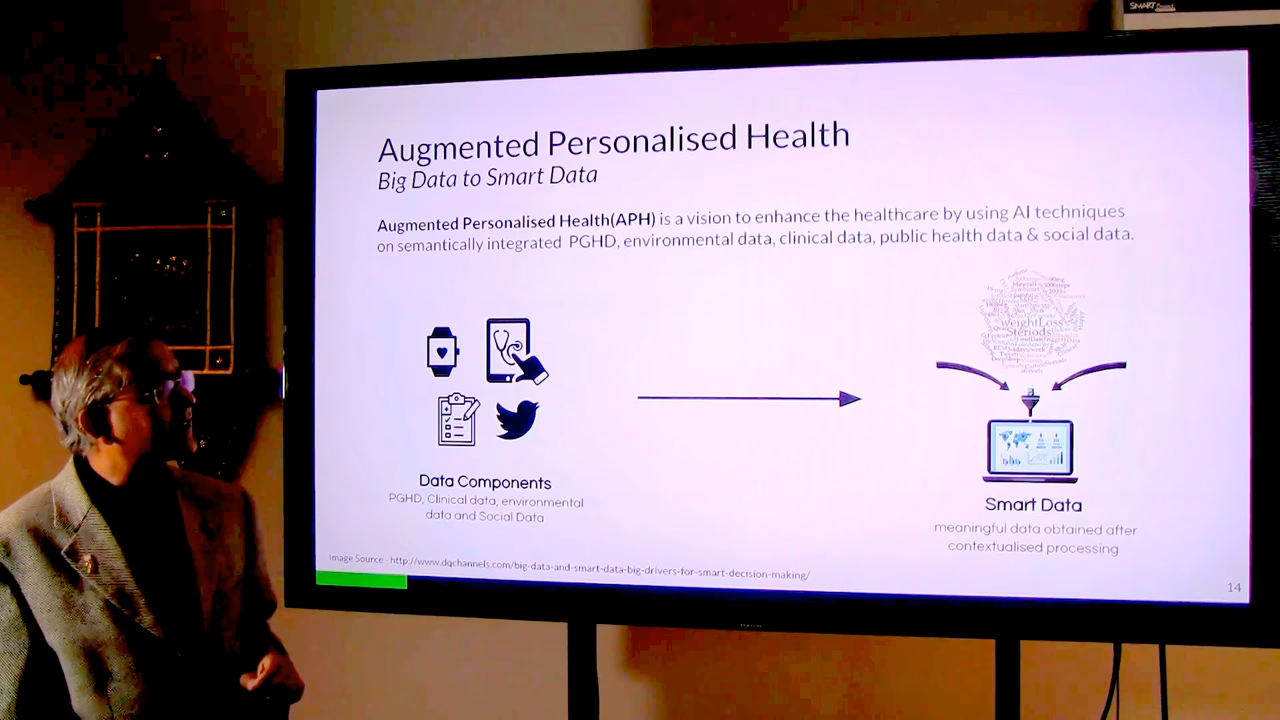 SMART
Augmented Personalised Health
Big Data to Smart Data
Augmented Personalised Health(APH) is a vision to enhance the healthcare by using AI techniques
on semantically integrated PGHD, environmental data, clinical data, public health data & social data.
WeightLoss
Steriods
Data Components
PGHD, Clinical data, environmental
data and Social Data
Smart Data
meaningful data obtained after
contextualised processing
Image Source - http://www.dqchannels.com/big-data-and-smart-data-big-drivers-for-smart-decision-making/
14